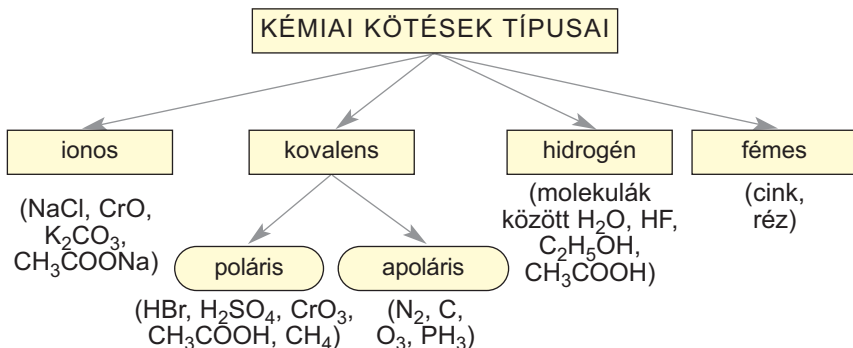 KÉMIAI KÖTÉSEK TÍPUSAI
ionos
kovalens
hidrogén
fémes
(NaCl, CrO,
K₂CO₃,
CH₃COONa)
(molekulák
között H₂O, HF,
C₂H₅OH,
CH₃COOH)
(cink,
réz)
poláris
apoláris
(HBr, H₂SO₄, CrO₃,
CH₃COOH, CH₄)
(N₂, C,
O₃, PH₃)